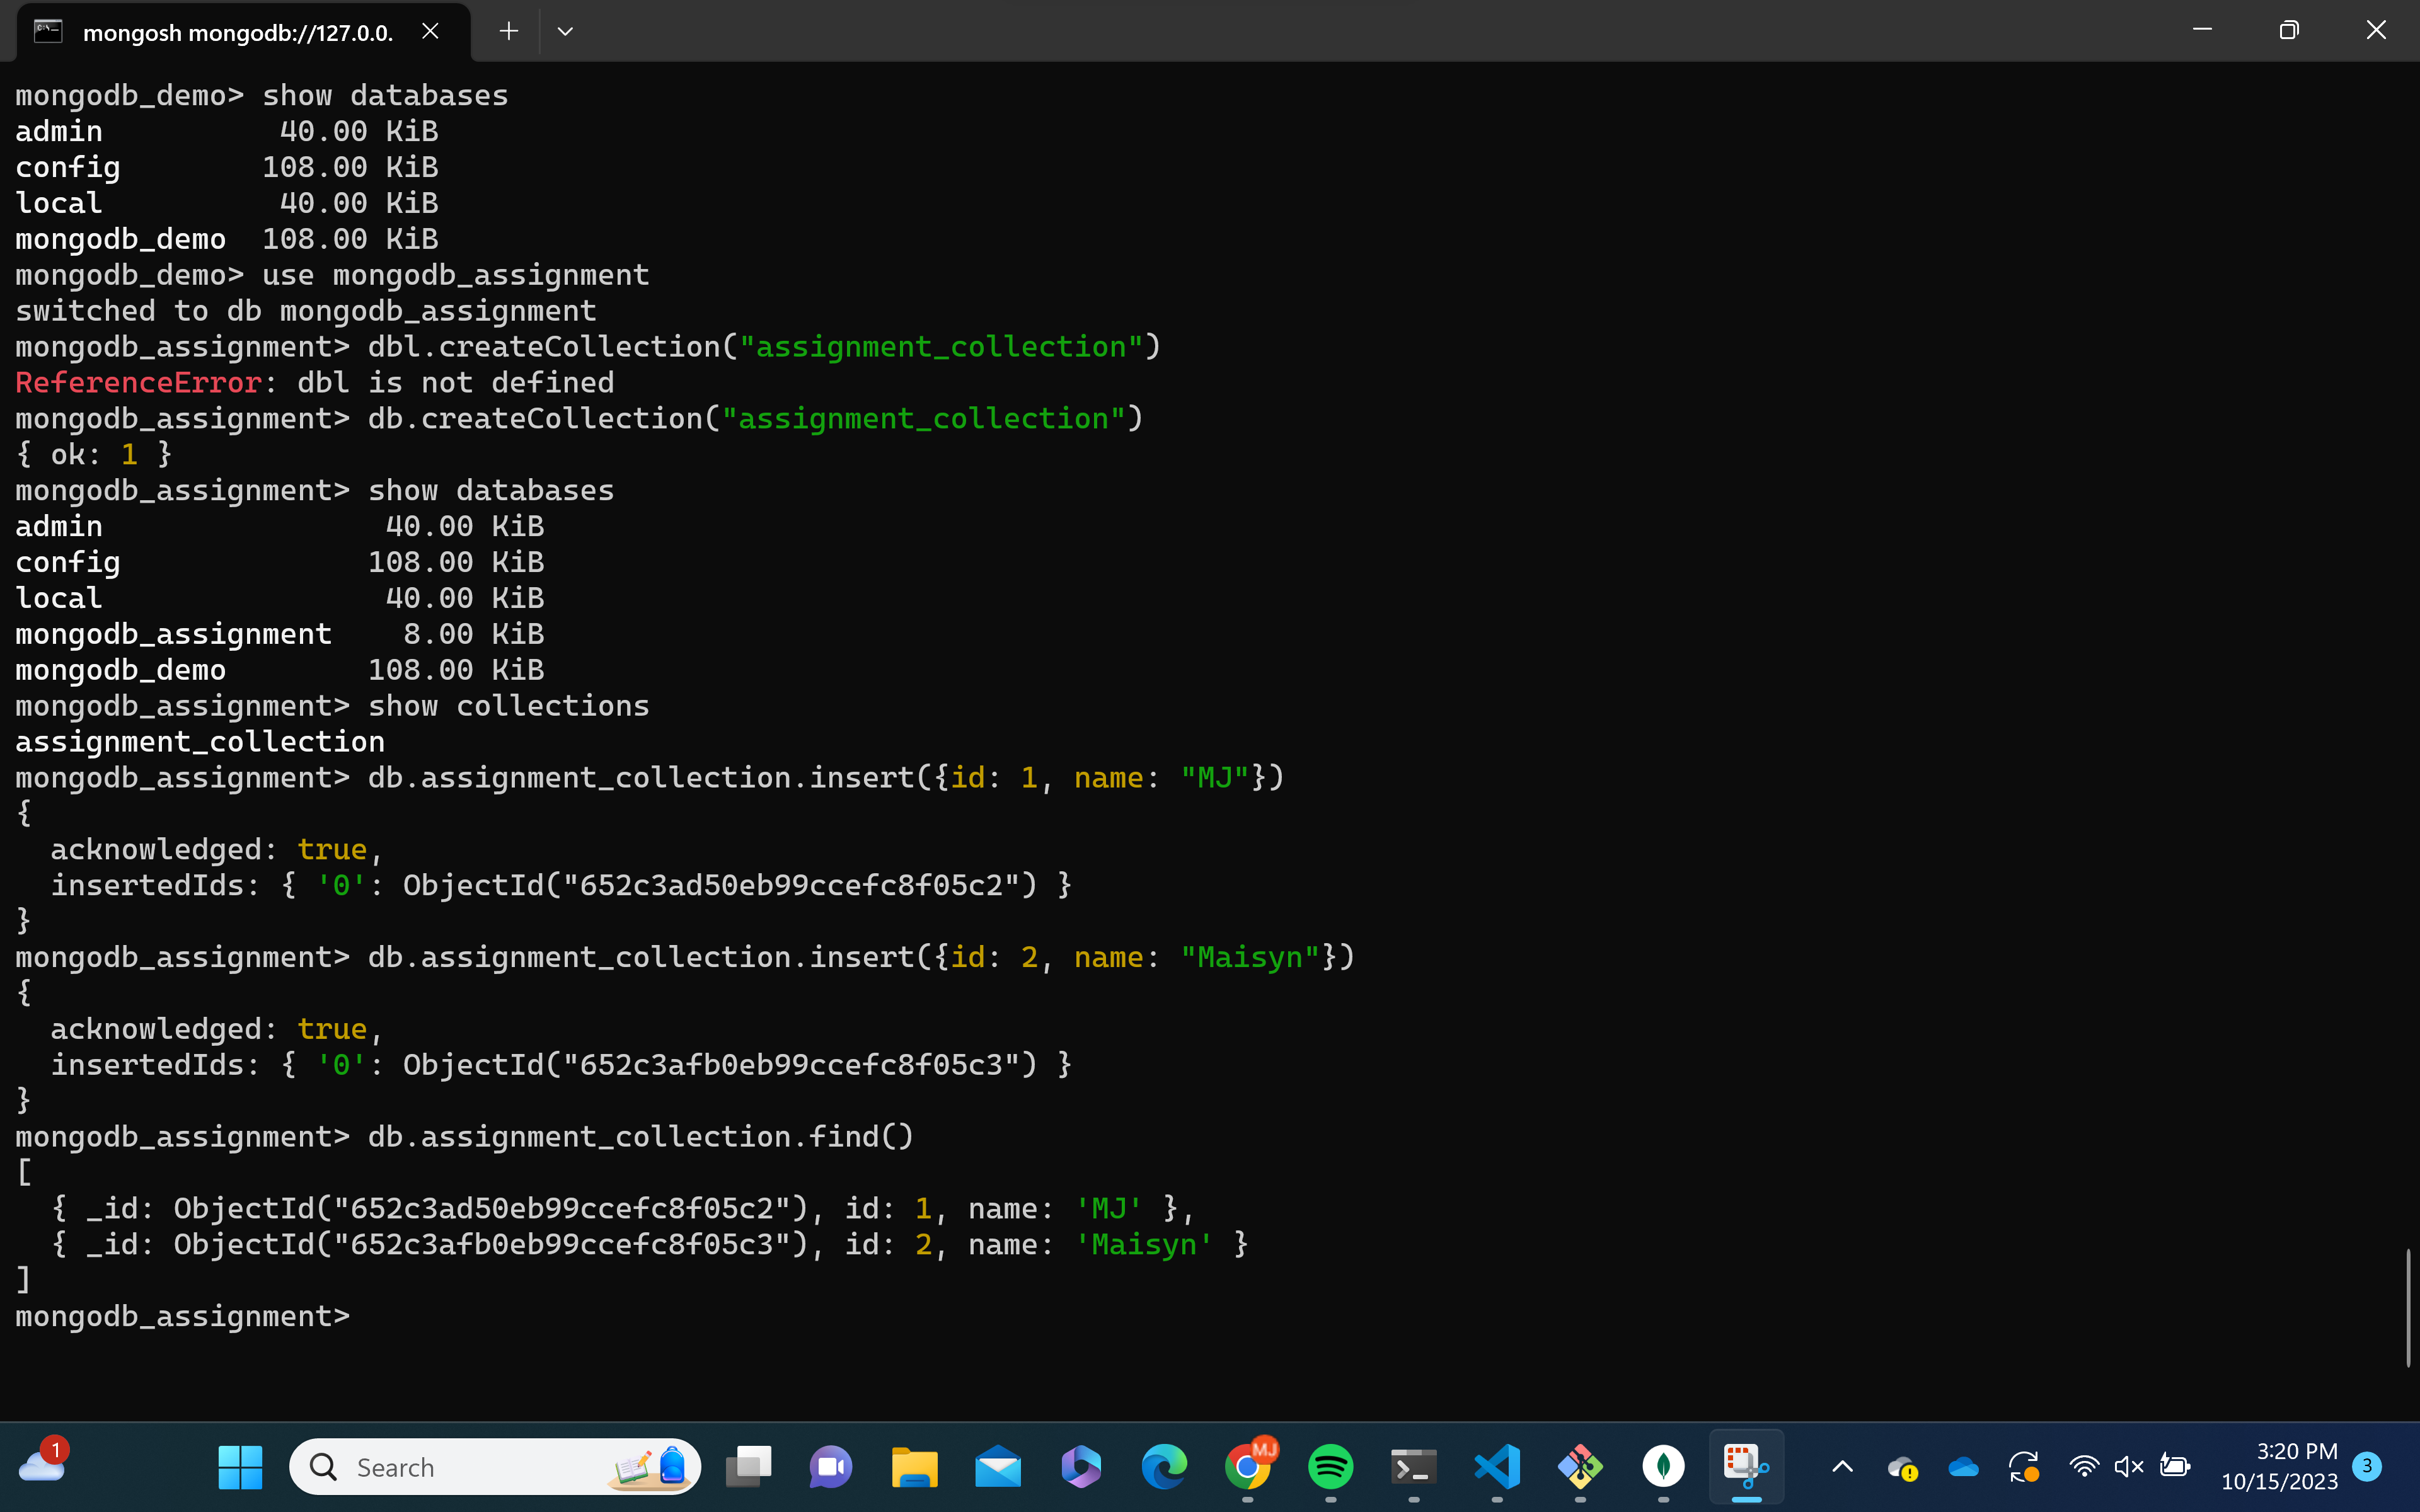 mongosh mongodb://127.0.0.
mongodb_demo> show databases
admin          40.00 KiB
config        108.00 KiB
local          40.00 KiB
mongodb_demo  108.00 KiB
mongodb_demo> use mongodb_assignment
switched to db mongodb_assignment
mongodb_assignment> dbl.createCollection("assignment_collection")
ReferenceError: dbl is not defined
mongodb_assignment> db.createCollection("assignment_collection")
{ ok: 1 }
mongodb_assignment> show databases
admin                40.00 KiB
config              108.00 KiB
local                40.00 KiB
mongodb_assignment    8.00 KiB
mongodb_demo        108.00 KiB
mongodb_assignment> show collections
assignment_collection
mongodb_assignment> db.assignment_collection.insert({id: 1, name: "MJ"})
{
  acknowledged: true,
  insertedIds: { '0': ObjectId("652c3ad50eb99ccefc8f05c2") }
}
mongodb_assignment> db.assignment_collection.insert({id: 2, name: "Maisyn"})
{
  acknowledged: true,
  insertedIds: { '0': ObjectId("652c3afb0eb99ccefc8f05c3") }
}
mongodb_assignment> db.assignment_collection.find()
[
  { _id: ObjectId("652c3ad50eb99ccefc8f05c2"), id: 1, name: 'MJ' },
  { _id: ObjectId("652c3afb0eb99ccefc8f05c3"), id: 2, name: 'Maisyn' }
]
mongodb_assignment>
1
Search
MJ
3:20 PM
10/15/2023
3